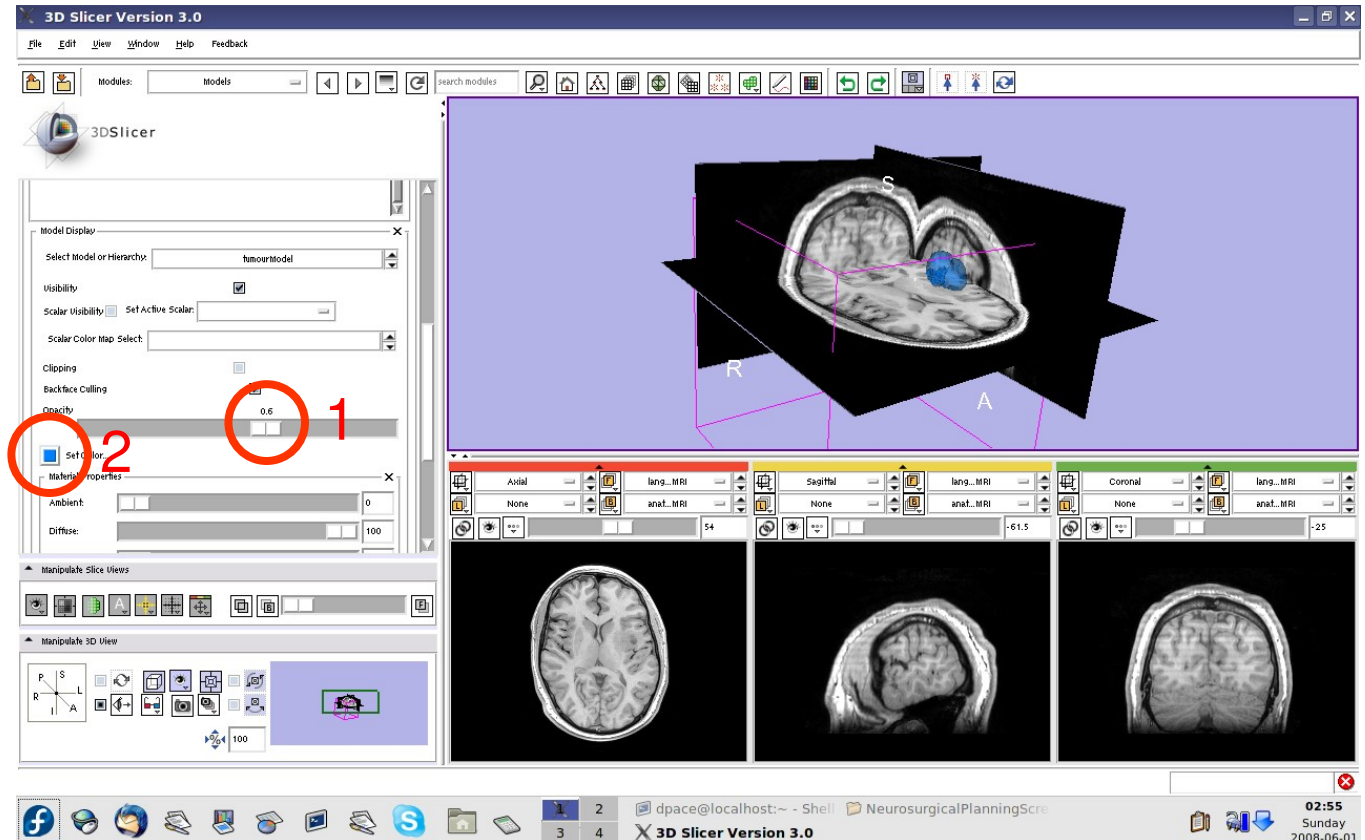 3D Slicer Version 3.0
File Edit View Window Help Feedback
Modules: Models search modules
3DSlicer
Model Display
Select Model or Hierarchy: tumourModel
Visibility
Scalar Visibility Set Active Scalar:
Scalar Color Map Select:
Clipping
Backface Culling
Opacity 0.6
1
2
Set Color...
Material Properties
Ambient: 0
Diffuse: 100
Manipulate Slice Views
Manipulate 3D View
P S
R L
I A
100
S
R
A
Axial lang...MRI
None anat...MRI
54
Sagittal lang...MRI
None anat...MRI
-61.5
Coronal lang...MRI
None anat...MRI
-25
1 2
3 4
dpace@localhost:~ - Shell NeurosurgicalPlanningScre
3D Slicer Version 3.0
02:55
Sunday
2008-06-01